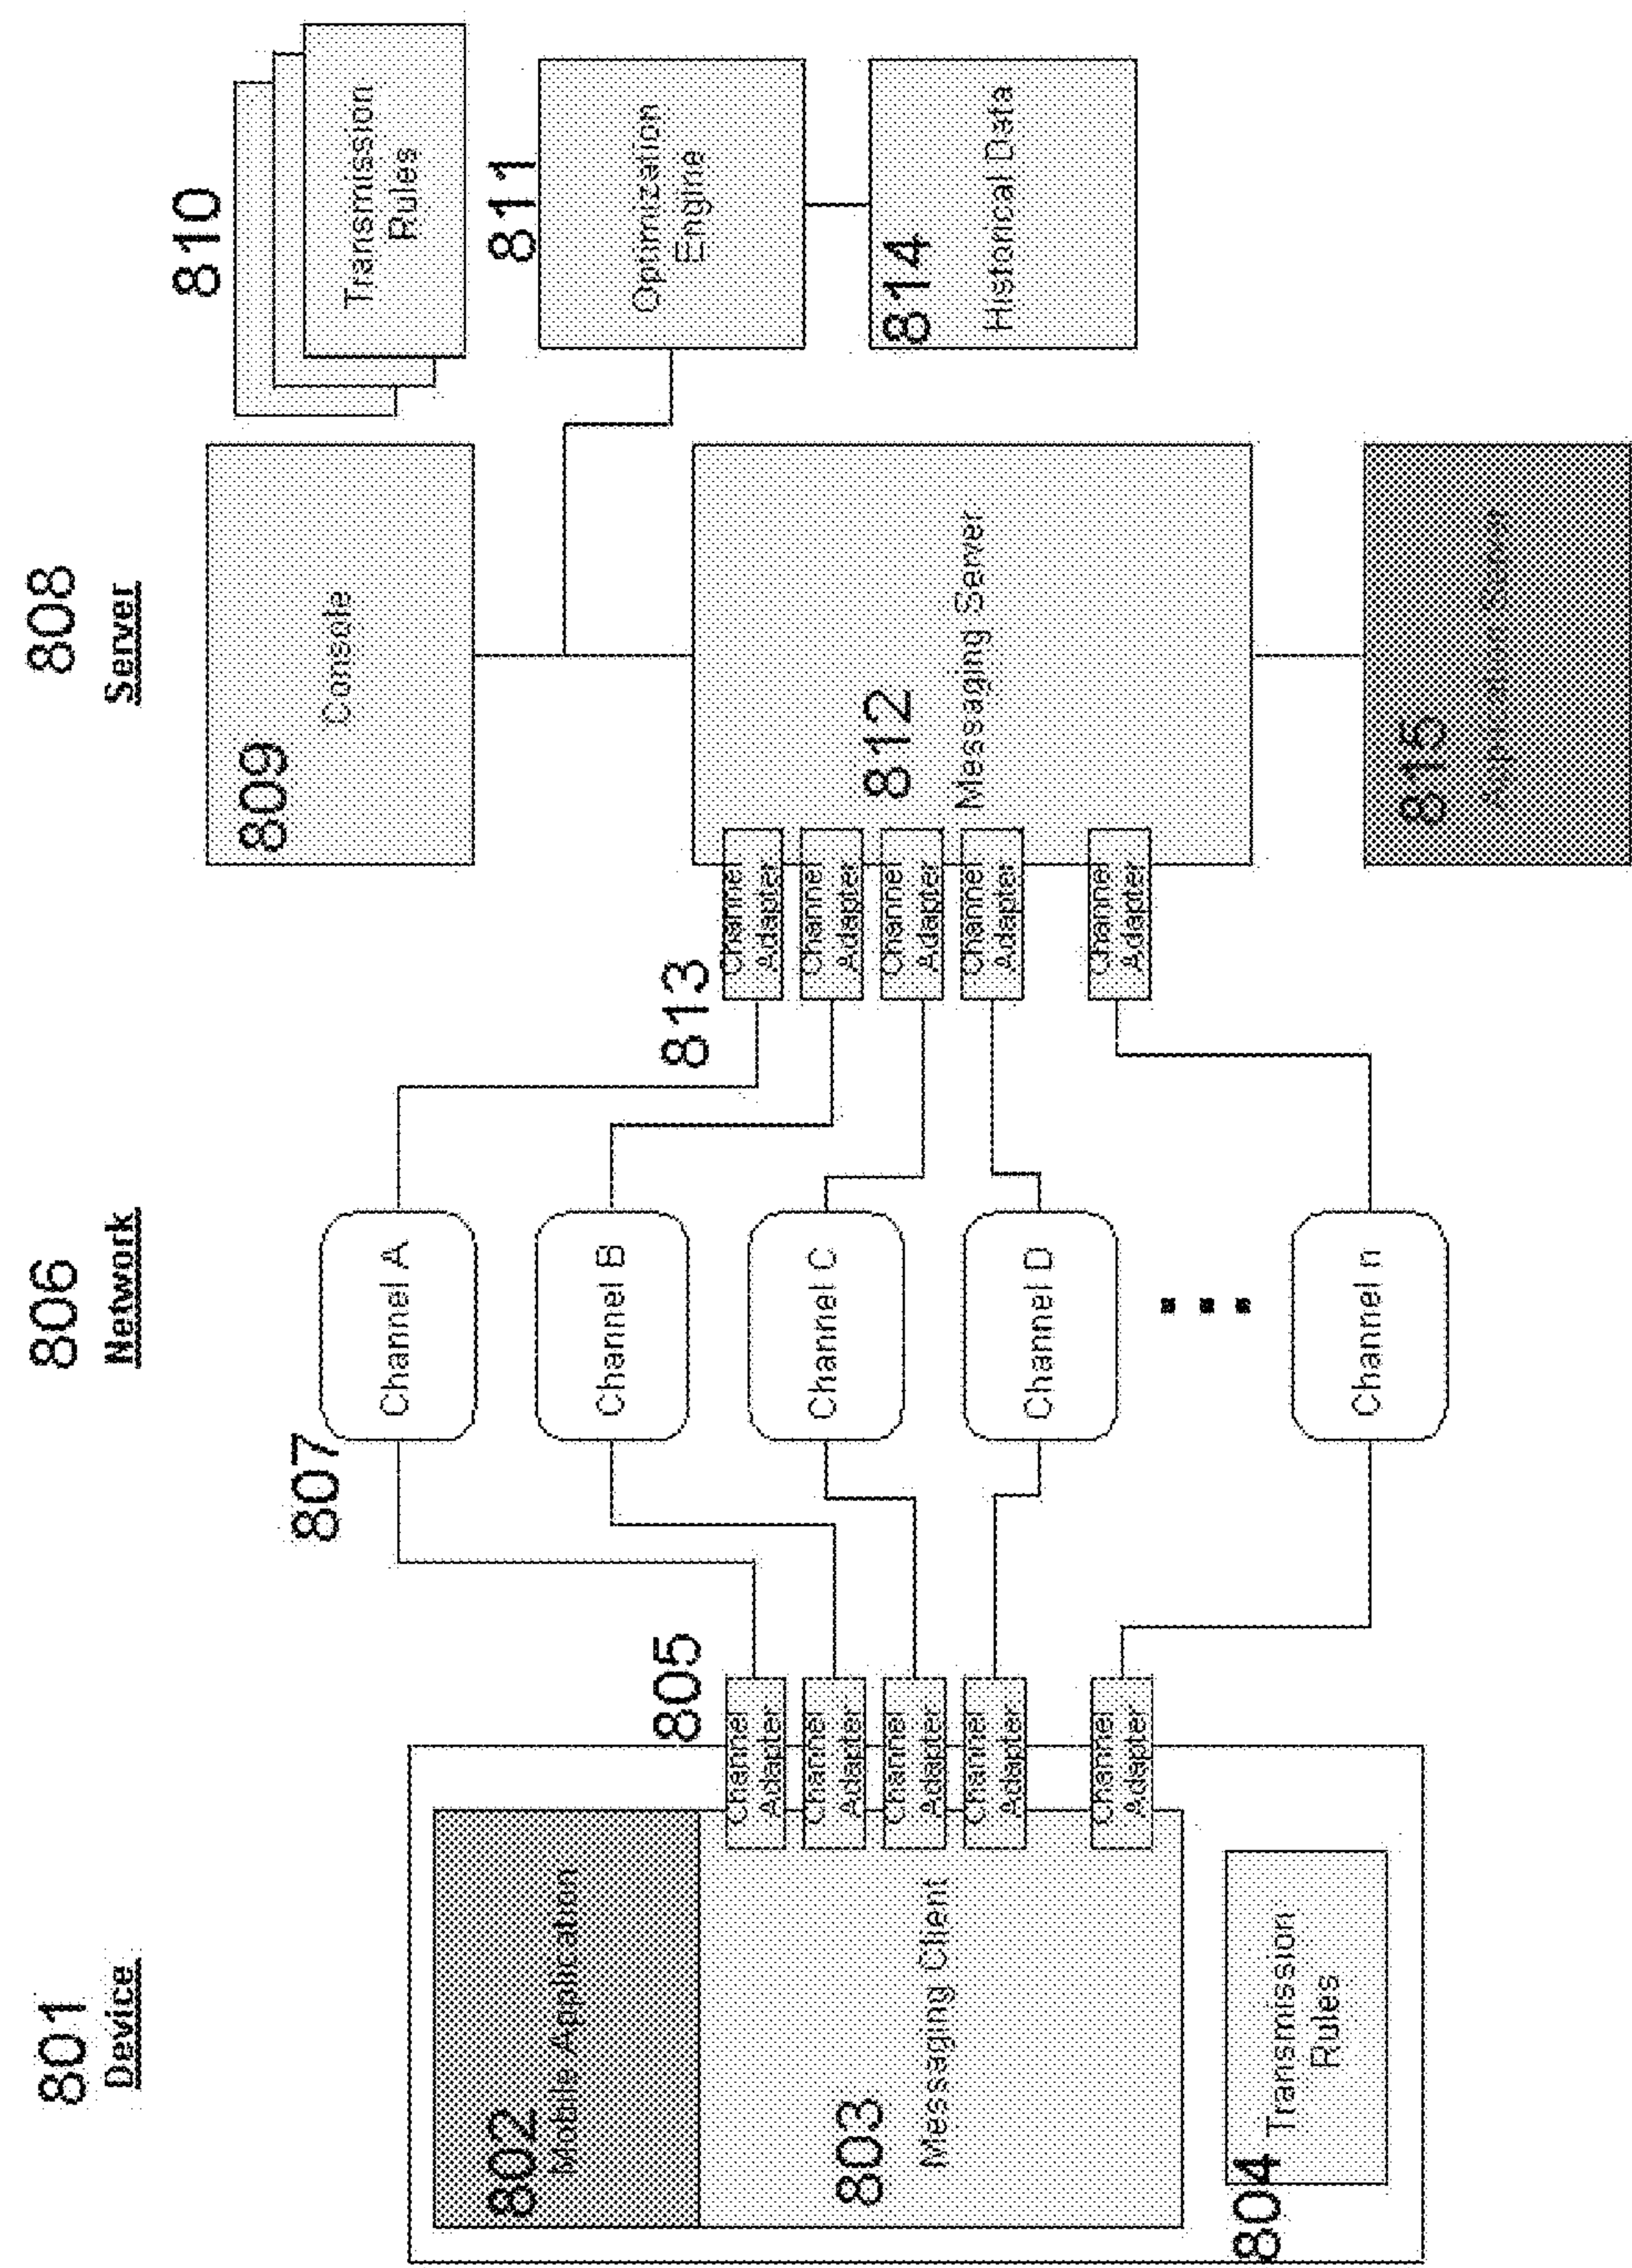 801
Device
806
Network
808
Server
802
Mobile Application
803
Messaging Client
804
Transmission
Rules
805
Channel
Adapter
Channel
Adapter
Channel
Adapter
Channel
Adapter
Channel
Adapter
807
Channel A
Channel B
Channel C
Channel D
Channel n
813
Channel
Adapter
Channel
Adapter
Channel
Adapter
Channel
Adapter
Channel
Adapter
809
Console
812
Messaging Server
815
Application Server
810
Transmission
Rules
811
Optimization
Engine
814
Historical Data